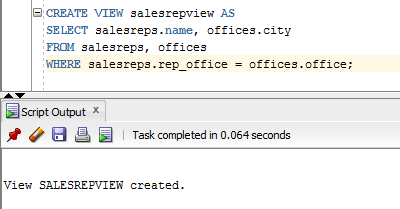 CREATE VIEW salesrepview AS
SELECT salesreps.name, offices.city
FROM salesreps, offices
WHERE salesreps.rep_office = offices.office;
Script Output x
Task completed in 0.064 seconds
View SALESREPVIEW created.